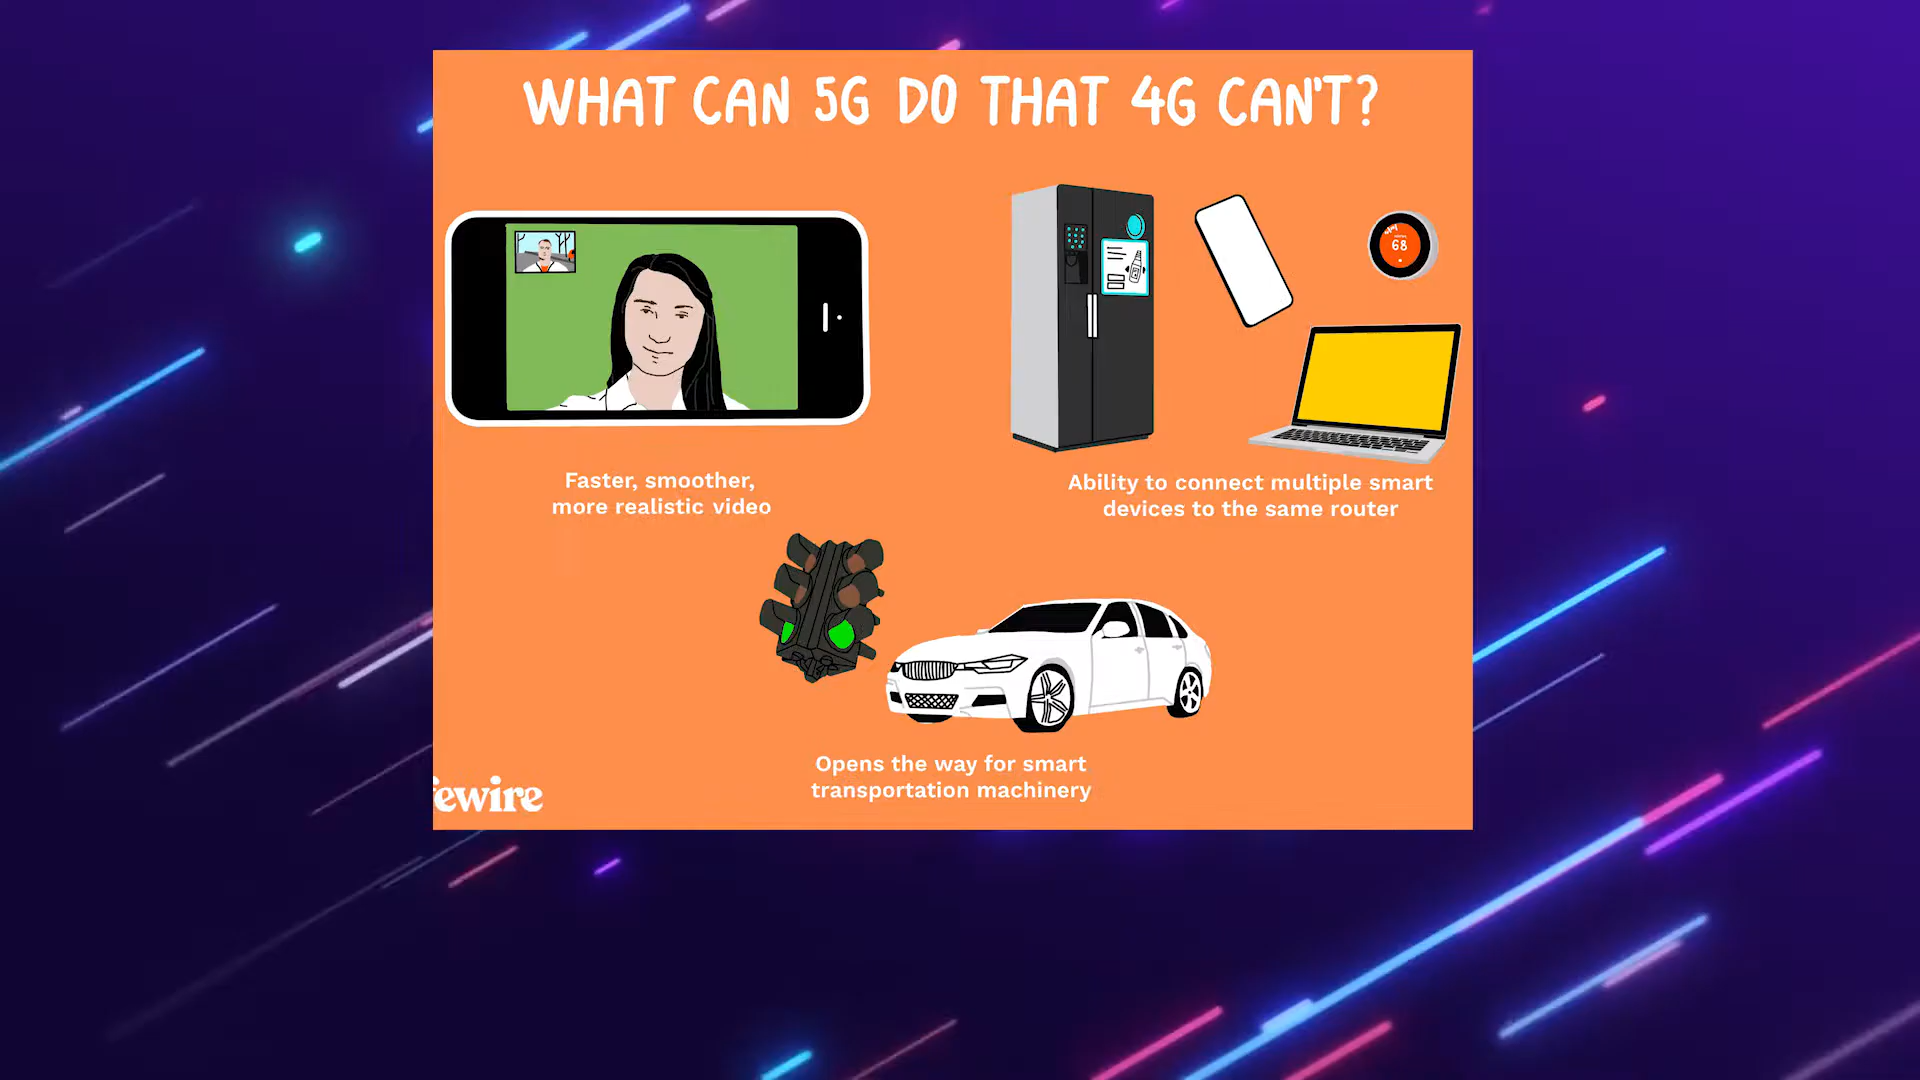 WHAT CAN 5G DO THAT 4G CAN'T?
68
Faster, smoother,
more realistic video
Ability to connect multiple smart
devices to the same router
Opens the way for smart
transportation machinery
ewire